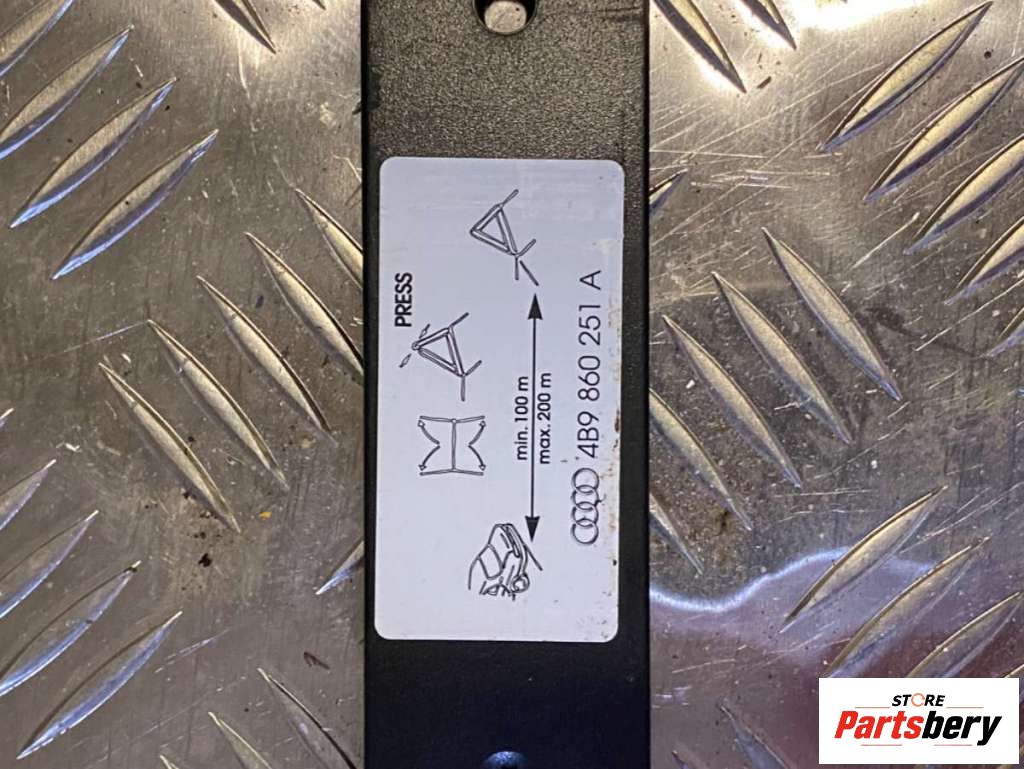 PRESS
min. 100 m
max. 200 m
4B9 860 251 A
STORE
Partsbery